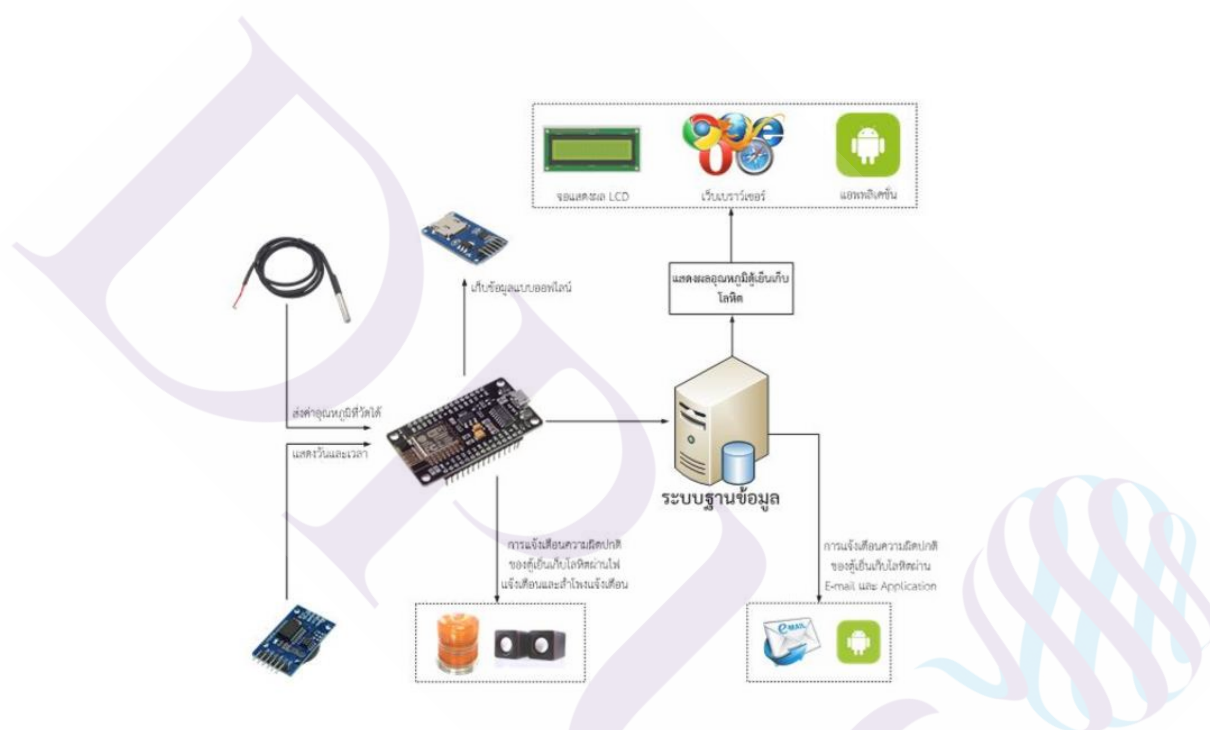 จอแสดงผล LCD
เว็บเบราว์เซอร์
แอพพลิเคชั่น
เก็บข้อมูลแบบออฟไลน์
แสดงผลอุณหภูมิตู้เย็นเก็บ
โลหิต
ส่งค่าอุณหภูมิที่วัดได้
แสดงวันและเวลา
ระบบฐานข้อมูล
การแจ้งเตือนความผิดปกติ
ของตู้เย็นเก็บโลหิตผ่านไฟ
แจ้งเตือนและลำโพงแจ้งเตือน
การแจ้งเตือนความผิดปกติ
ของตู้เย็นเก็บโลหิตผ่าน
E-mail และ Application
e-MAIL